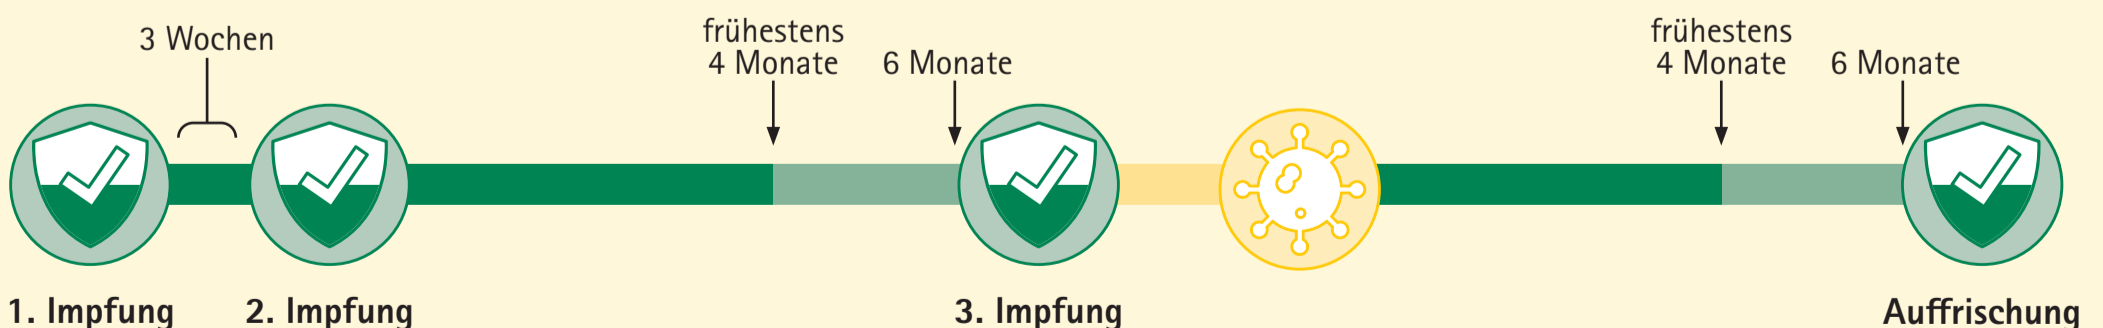 3 Wochen
frühestens
4 Monate
6 Monate
frühestens
4 Monate
6 Monate
1. Impfung
2. Impfung
3. Impfung
Auffrischung